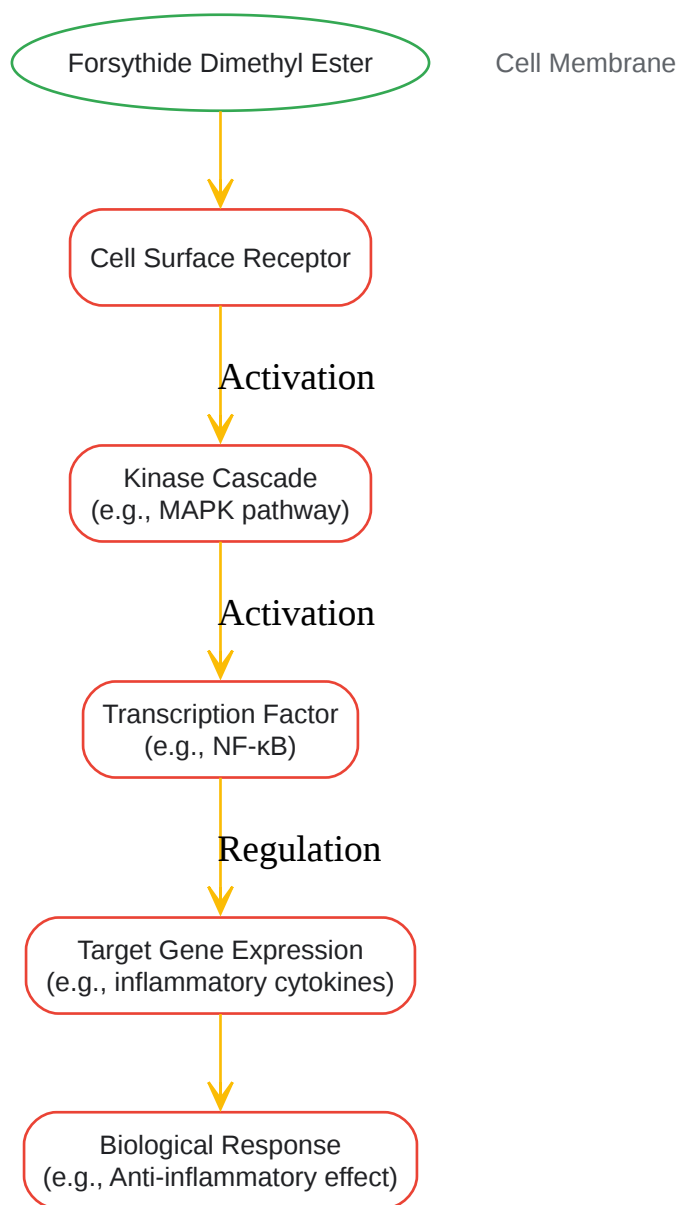 Forsythide Dimethyl Ester
Cell Membrane
Cell Surface Receptor
Activation
Kinase Cascade
(e.g., MAPK pathway)
Activation
Transcription Factor
(e.g., NF-κB)
Regulation
Target Gene Expression
(e.g., inflammatory cytokines)
Biological Response
(e.g., Anti-inflammatory effect)